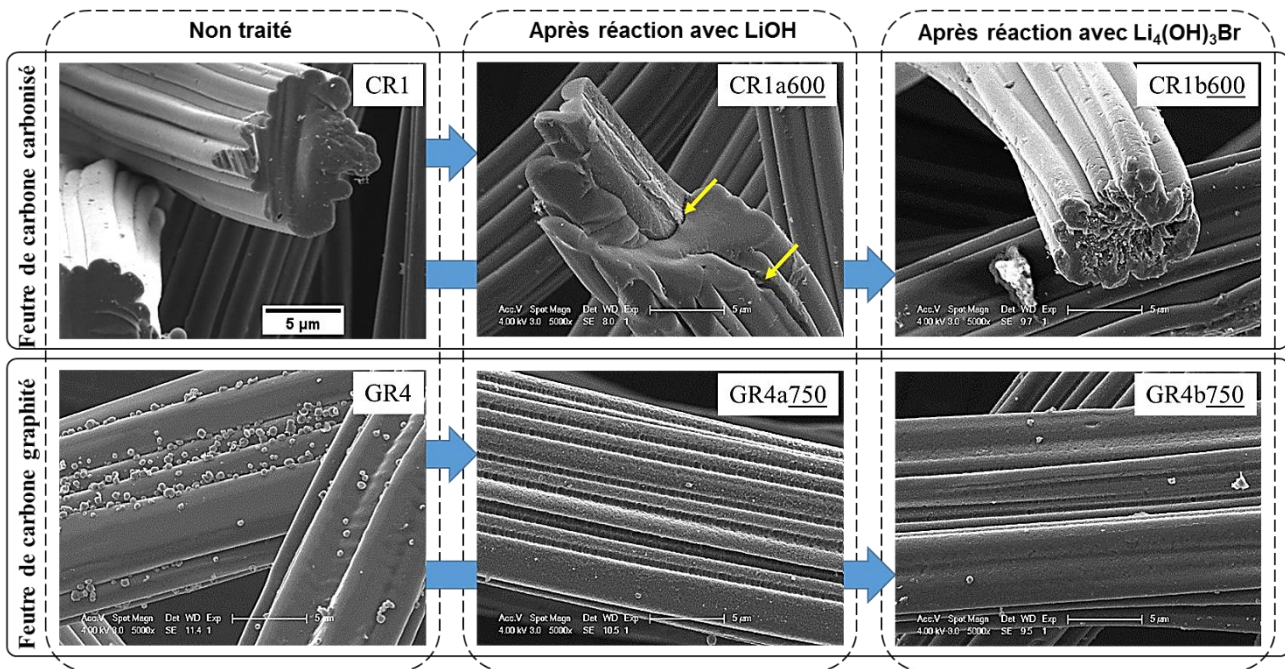 Non traité
Après réaction avec LiOH
Après réaction avec Li₄(OH)₃Br
Feutre de carbone carbonisé
CR1
5 µm
CR1a600
Acc.V Spot Magn Det WD Exp
4.00 kV 3.0 5000x SE 8.0 1
5 µm
CR1b600
Acc.V Spot Magn Det WD Exp
4.00 kV 3.0 5000x SE 9.7 1
5 µm
Feutre de carbone graphité
GR4
Acc.V Spot Magn Det WD Exp
4.00 kV 3.0 5000x SE 11.4 1
5 µm
GR4a750
Acc.V Spot Magn Det WD Exp
4.00 kV 3.0 5000x SE 10.5 1
5 µm
GR4b750
Acc.V Spot Magn Det WD Exp
4.00 kV 3.0 5000x SE 9.5 1
5 µm